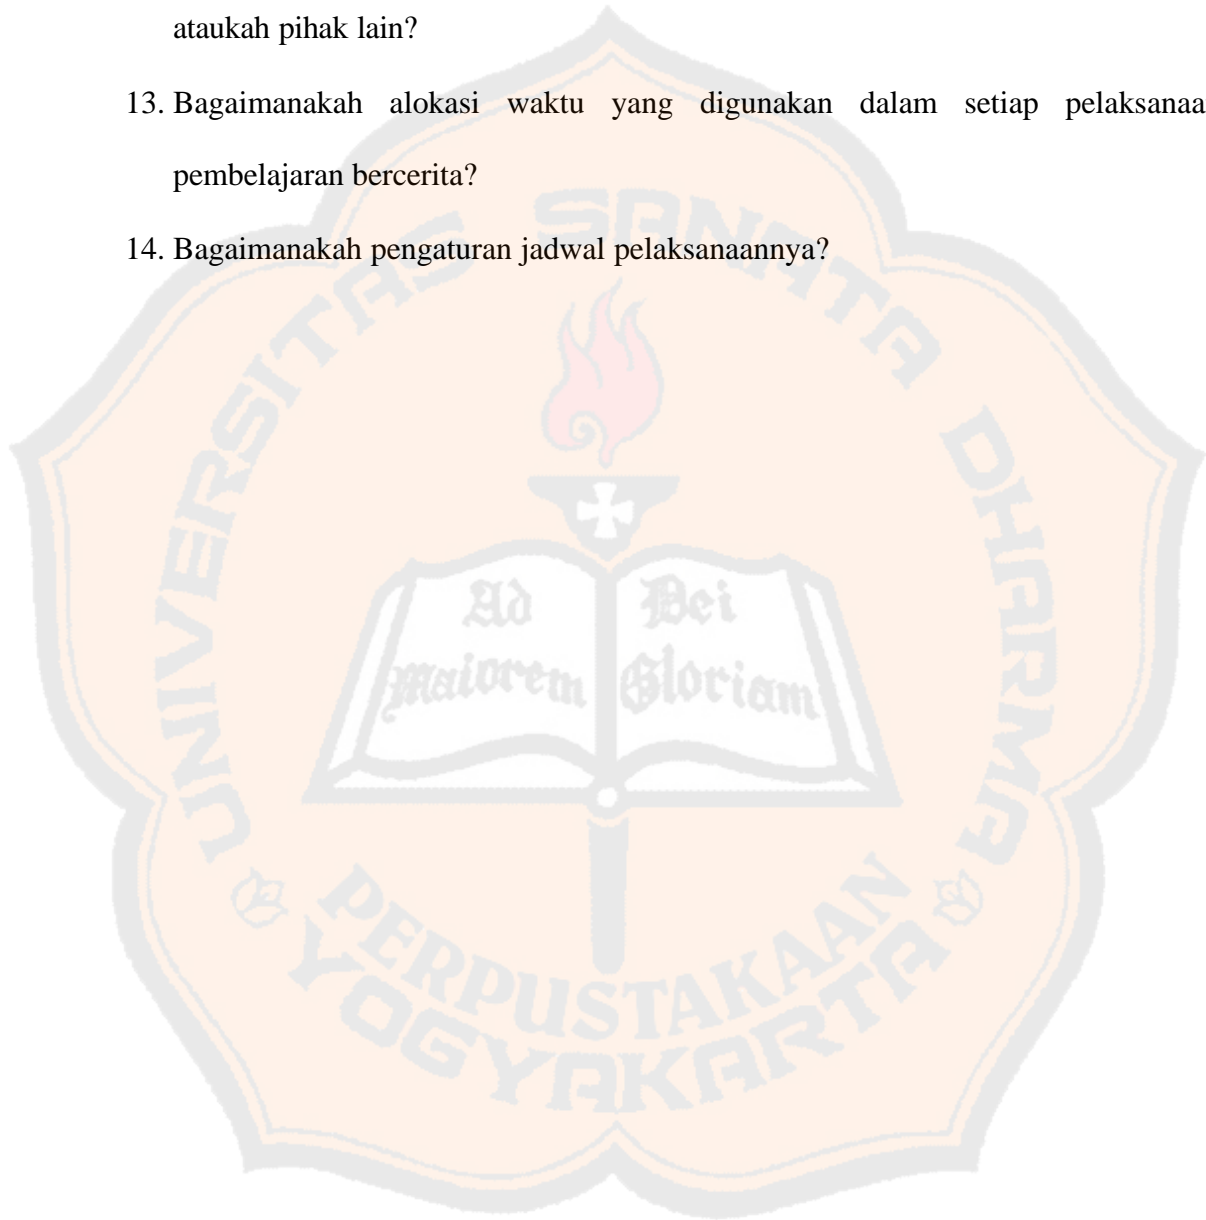 ataukah pihak lain?
13. Bagaimanakah alokasi waktu yang digunakan dalam setiap pelaksanaa
pembelajaran bercerita?
14. Bagaimanakah pengaturan jadwal pelaksanaannya?
UNIVERSITAS SANATA DHARMA
Ad Dei
Maiorem Gloriam
PERPUSTAKAAN
YOGYAKARTA